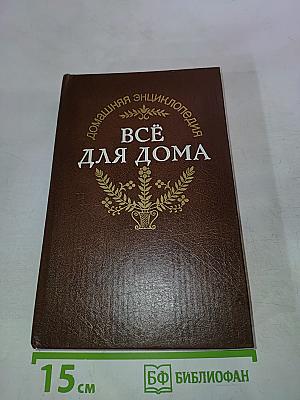 ДОМАШНЯЯ ЭНЦИКЛОПЕДИЯ
ВСЁ
ДЛЯ ДОМА
15 см
БФ БИБЛИОФАН